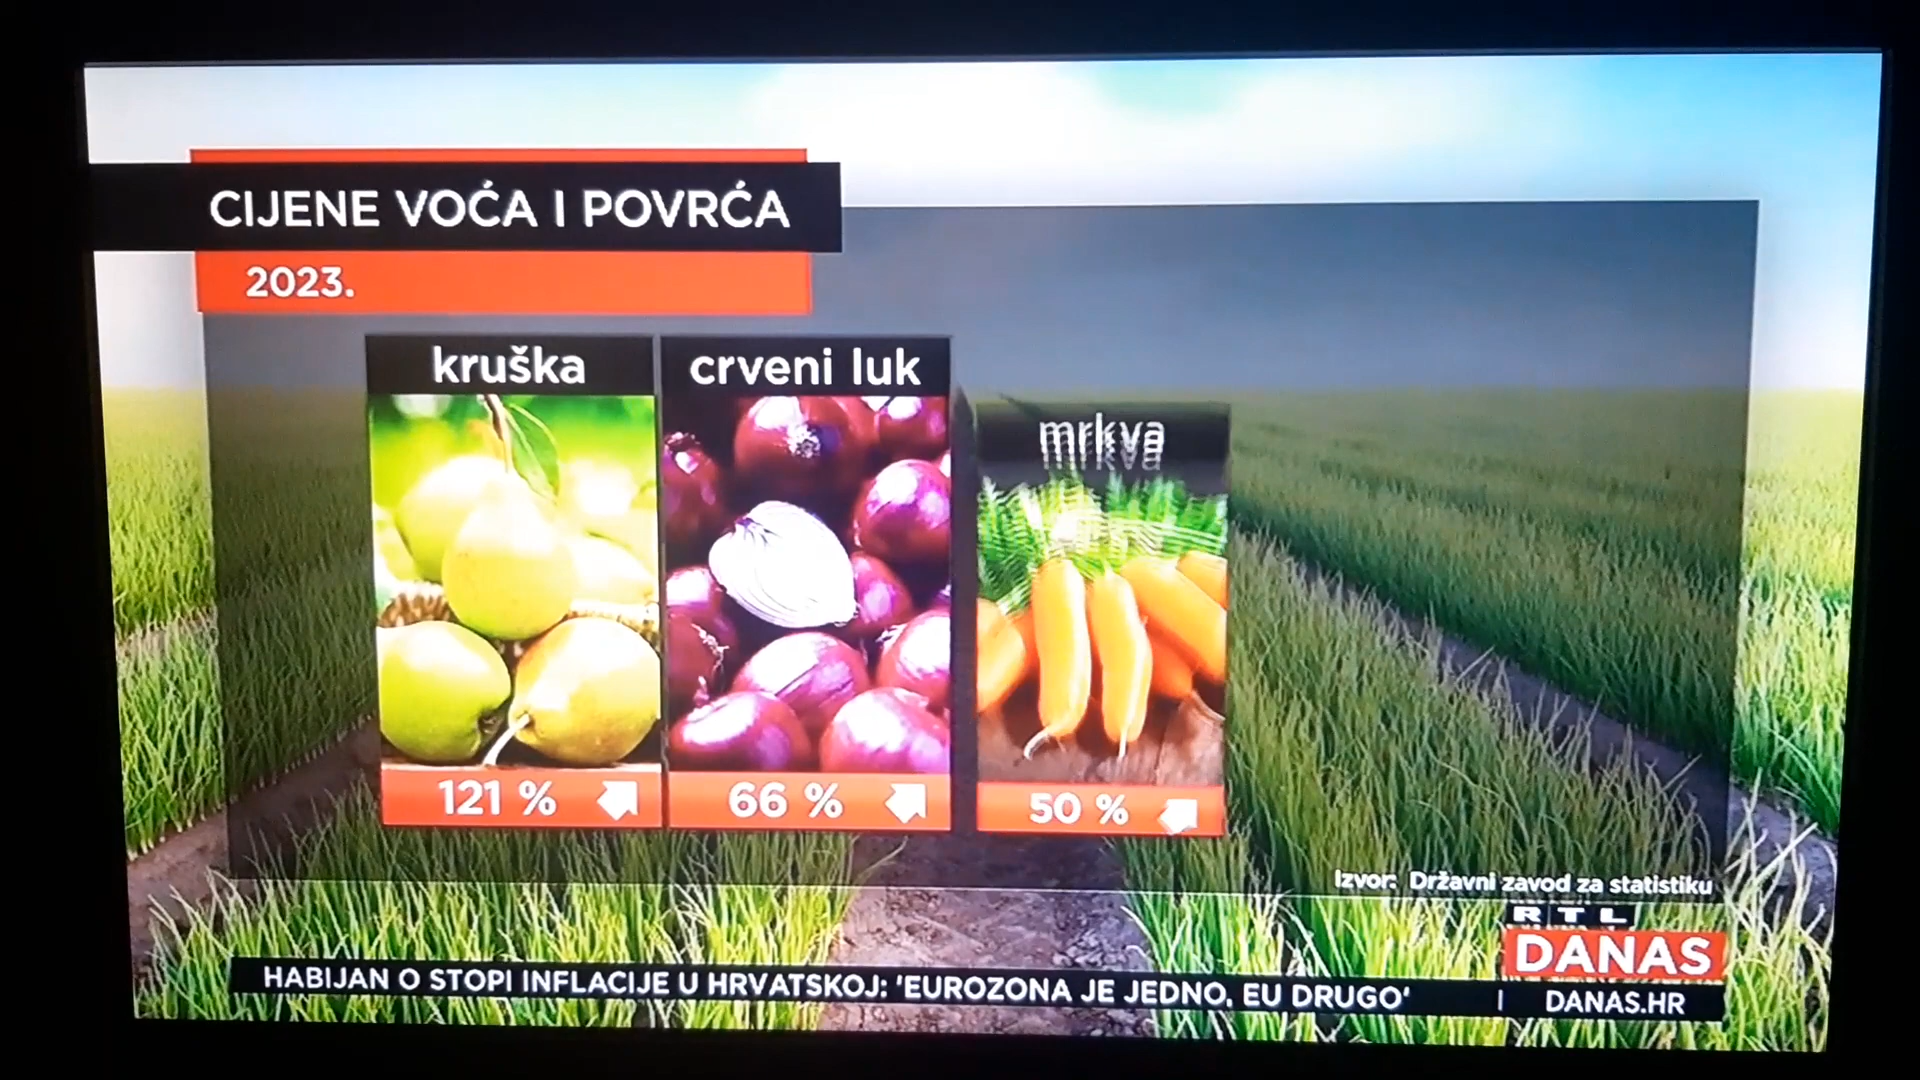 CIJENE VOĆA I POVRĆA
2023.
kruška
crveni luk
mrkva
121 %
66 %
50 %
Izvor: Državni zavod za statistiku
RTL
DANAS
HABIJAN O STOPI INFLACIJE U HRVATSKOJ: 'EUROZONA JE JEDNO, EU DRUGO' | DANAS.HR